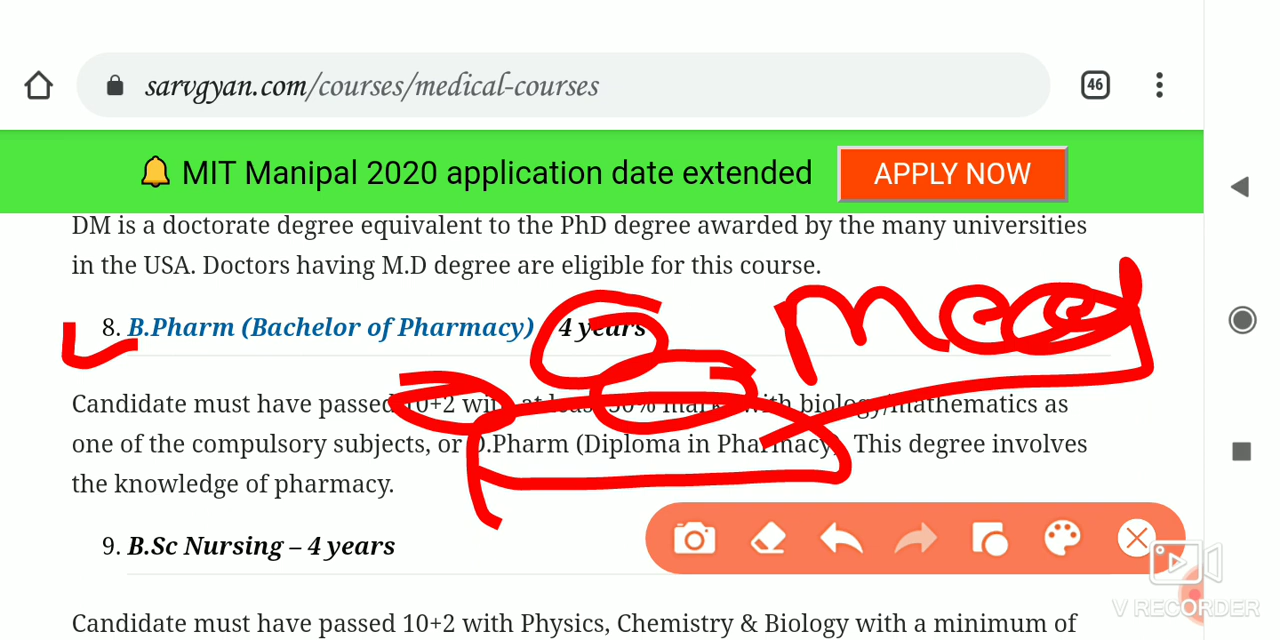 sarvgyan.com/courses/medical-courses
46
MIT Manipal 2020 application date extended
APPLY NOW
DM is a doctorate degree equivalent to the PhD degree awarded by the many universities
in the USA. Doctors having M.D degree are eligible for this course.
8. B.Pharm (Bachelor of Pharmacy) – 4 years
Candidate must have passed 10+2 with at least 50% marks with biology/mathematics as
one of the compulsory subjects, or D.Pharm (Diploma in Pharmacy). This degree involves
the knowledge of pharmacy.
9. B.Sc Nursing – 4 years
Candidate must have passed 10+2 with Physics, Chemistry & Biology with a minimum of
V RECORDER